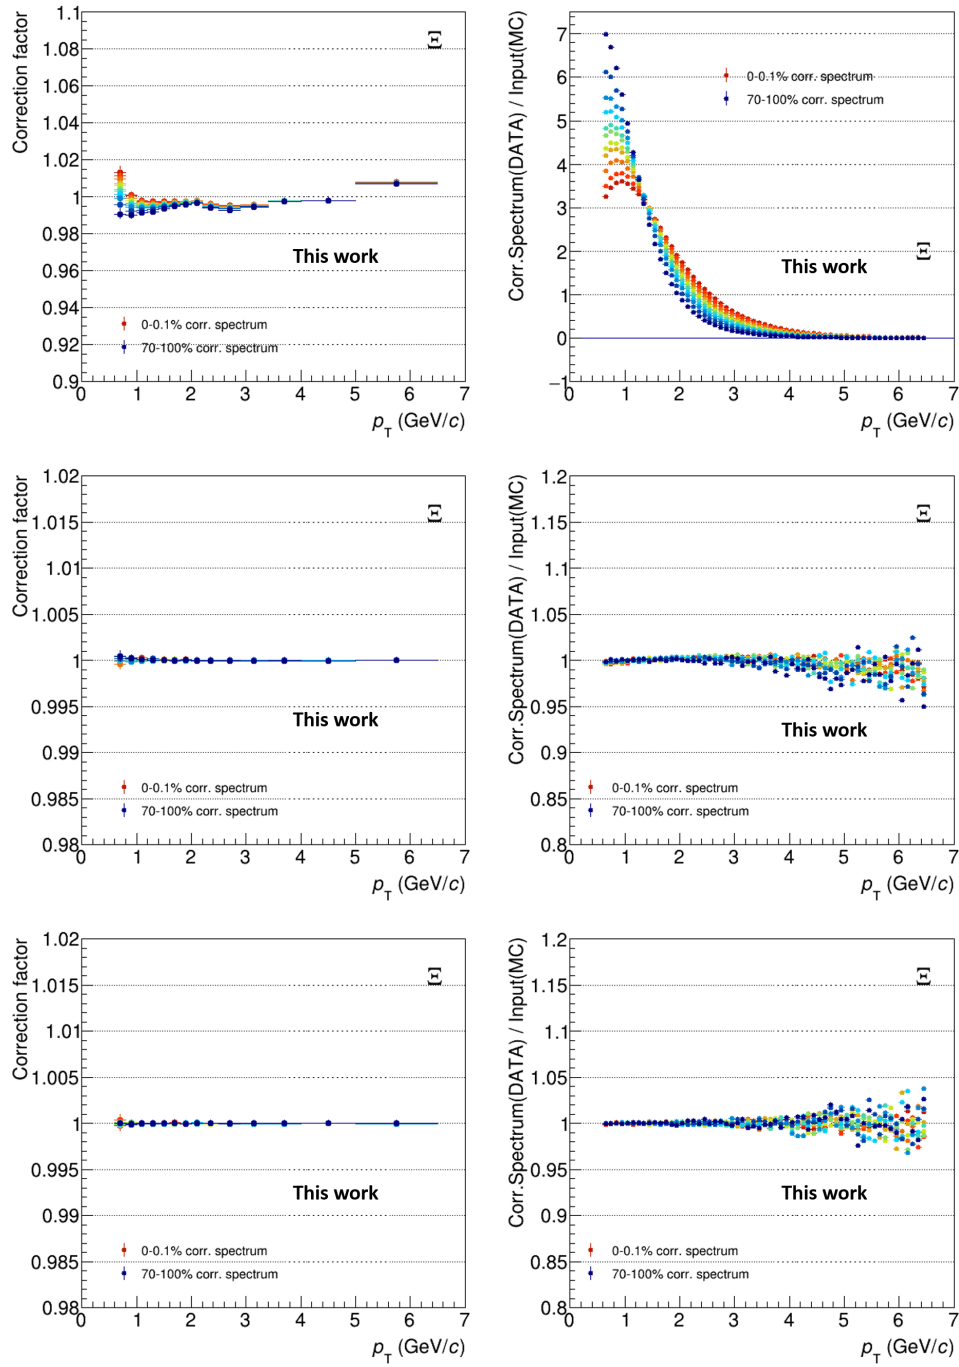 Correction factor
1.1
1.08
1.06
1.04
1.02
1
0.98
0.96
0.94
0.92
0.9
Ξ
This work
0-0.1% corr. spectrum
70-100% corr. spectrum
0 1 2 3 4 5 6 7
pT (GeV/c)
Corr.Spectrum(DATA) / Input(MC)
7
6
5
4
3
2
1
0
−1
0-0.1% corr. spectrum
70-100% corr. spectrum
Ξ
This work
0 1 2 3 4 5 6 7
pT (GeV/c)
Correction factor
1.02
1.015
1.01
1.005
1
0.995
0.99
0.985
0.98
Ξ
This work
0-0.1% corr. spectrum
70-100% corr. spectrum
0 1 2 3 4 5 6 7
pT (GeV/c)
Corr.Spectrum(DATA) / Input(MC)
1.2
1.15
1.1
1.05
1
0.95
0.9
0.85
0.8
Ξ
This work
0-0.1% corr. spectrum
70-100% corr. spectrum
0 1 2 3 4 5 6 7
pT (GeV/c)
Correction factor
1.02
1.015
1.01
1.005
1
0.995
0.99
0.985
0.98
Ξ
This work
0-0.1% corr. spectrum
70-100% corr. spectrum
0 1 2 3 4 5 6 7
pT (GeV/c)
Corr.Spectrum(DATA) / Input(MC)
1.2
1.15
1.1
1.05
1
0.95
0.9
0.85
0.8
Ξ
This work
0-0.1% corr. spectrum
70-100% corr. spectrum
0 1 2 3 4 5 6 7
pT (GeV/c)